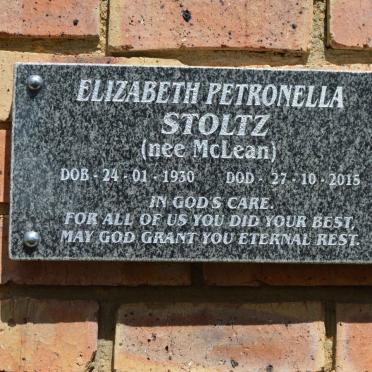 ELIZABETH PETRONELLA
STOLTZ
(nee McLean)
DOB - 24 - 01 - 1930 DOD - 27 - 10 - 2015
IN GOD'S CARE.
FOR ALL OF US YOU DID YOUR BEST,
MAY GOD GRANT YOU ETERNAL REST.